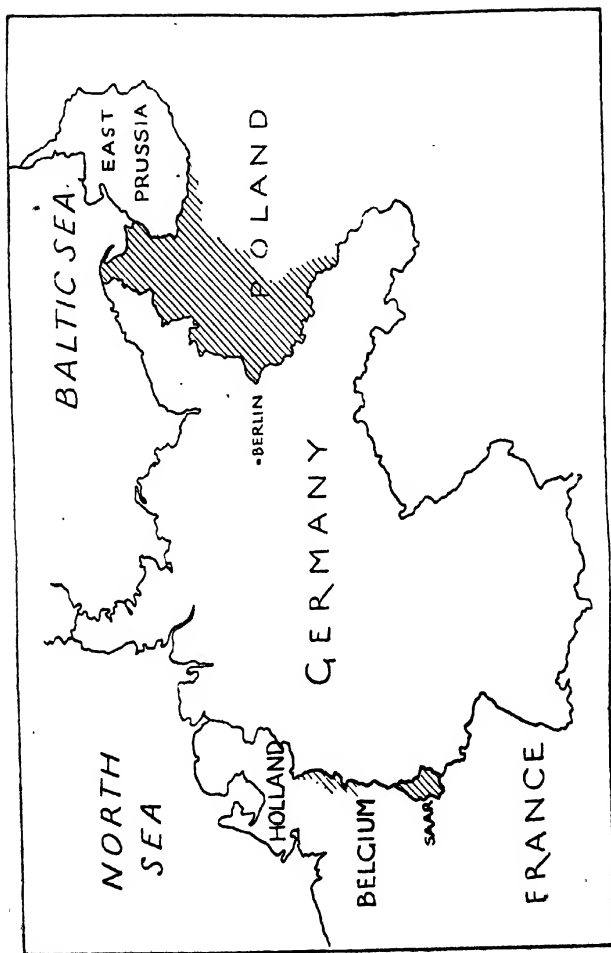 NORTH
SEA
BALTIC SEA
EAST
PRUSSIA
HOLLAND
BERLIN
POLAND
BELGIUM
GERMANY
SAAR
FRANCE